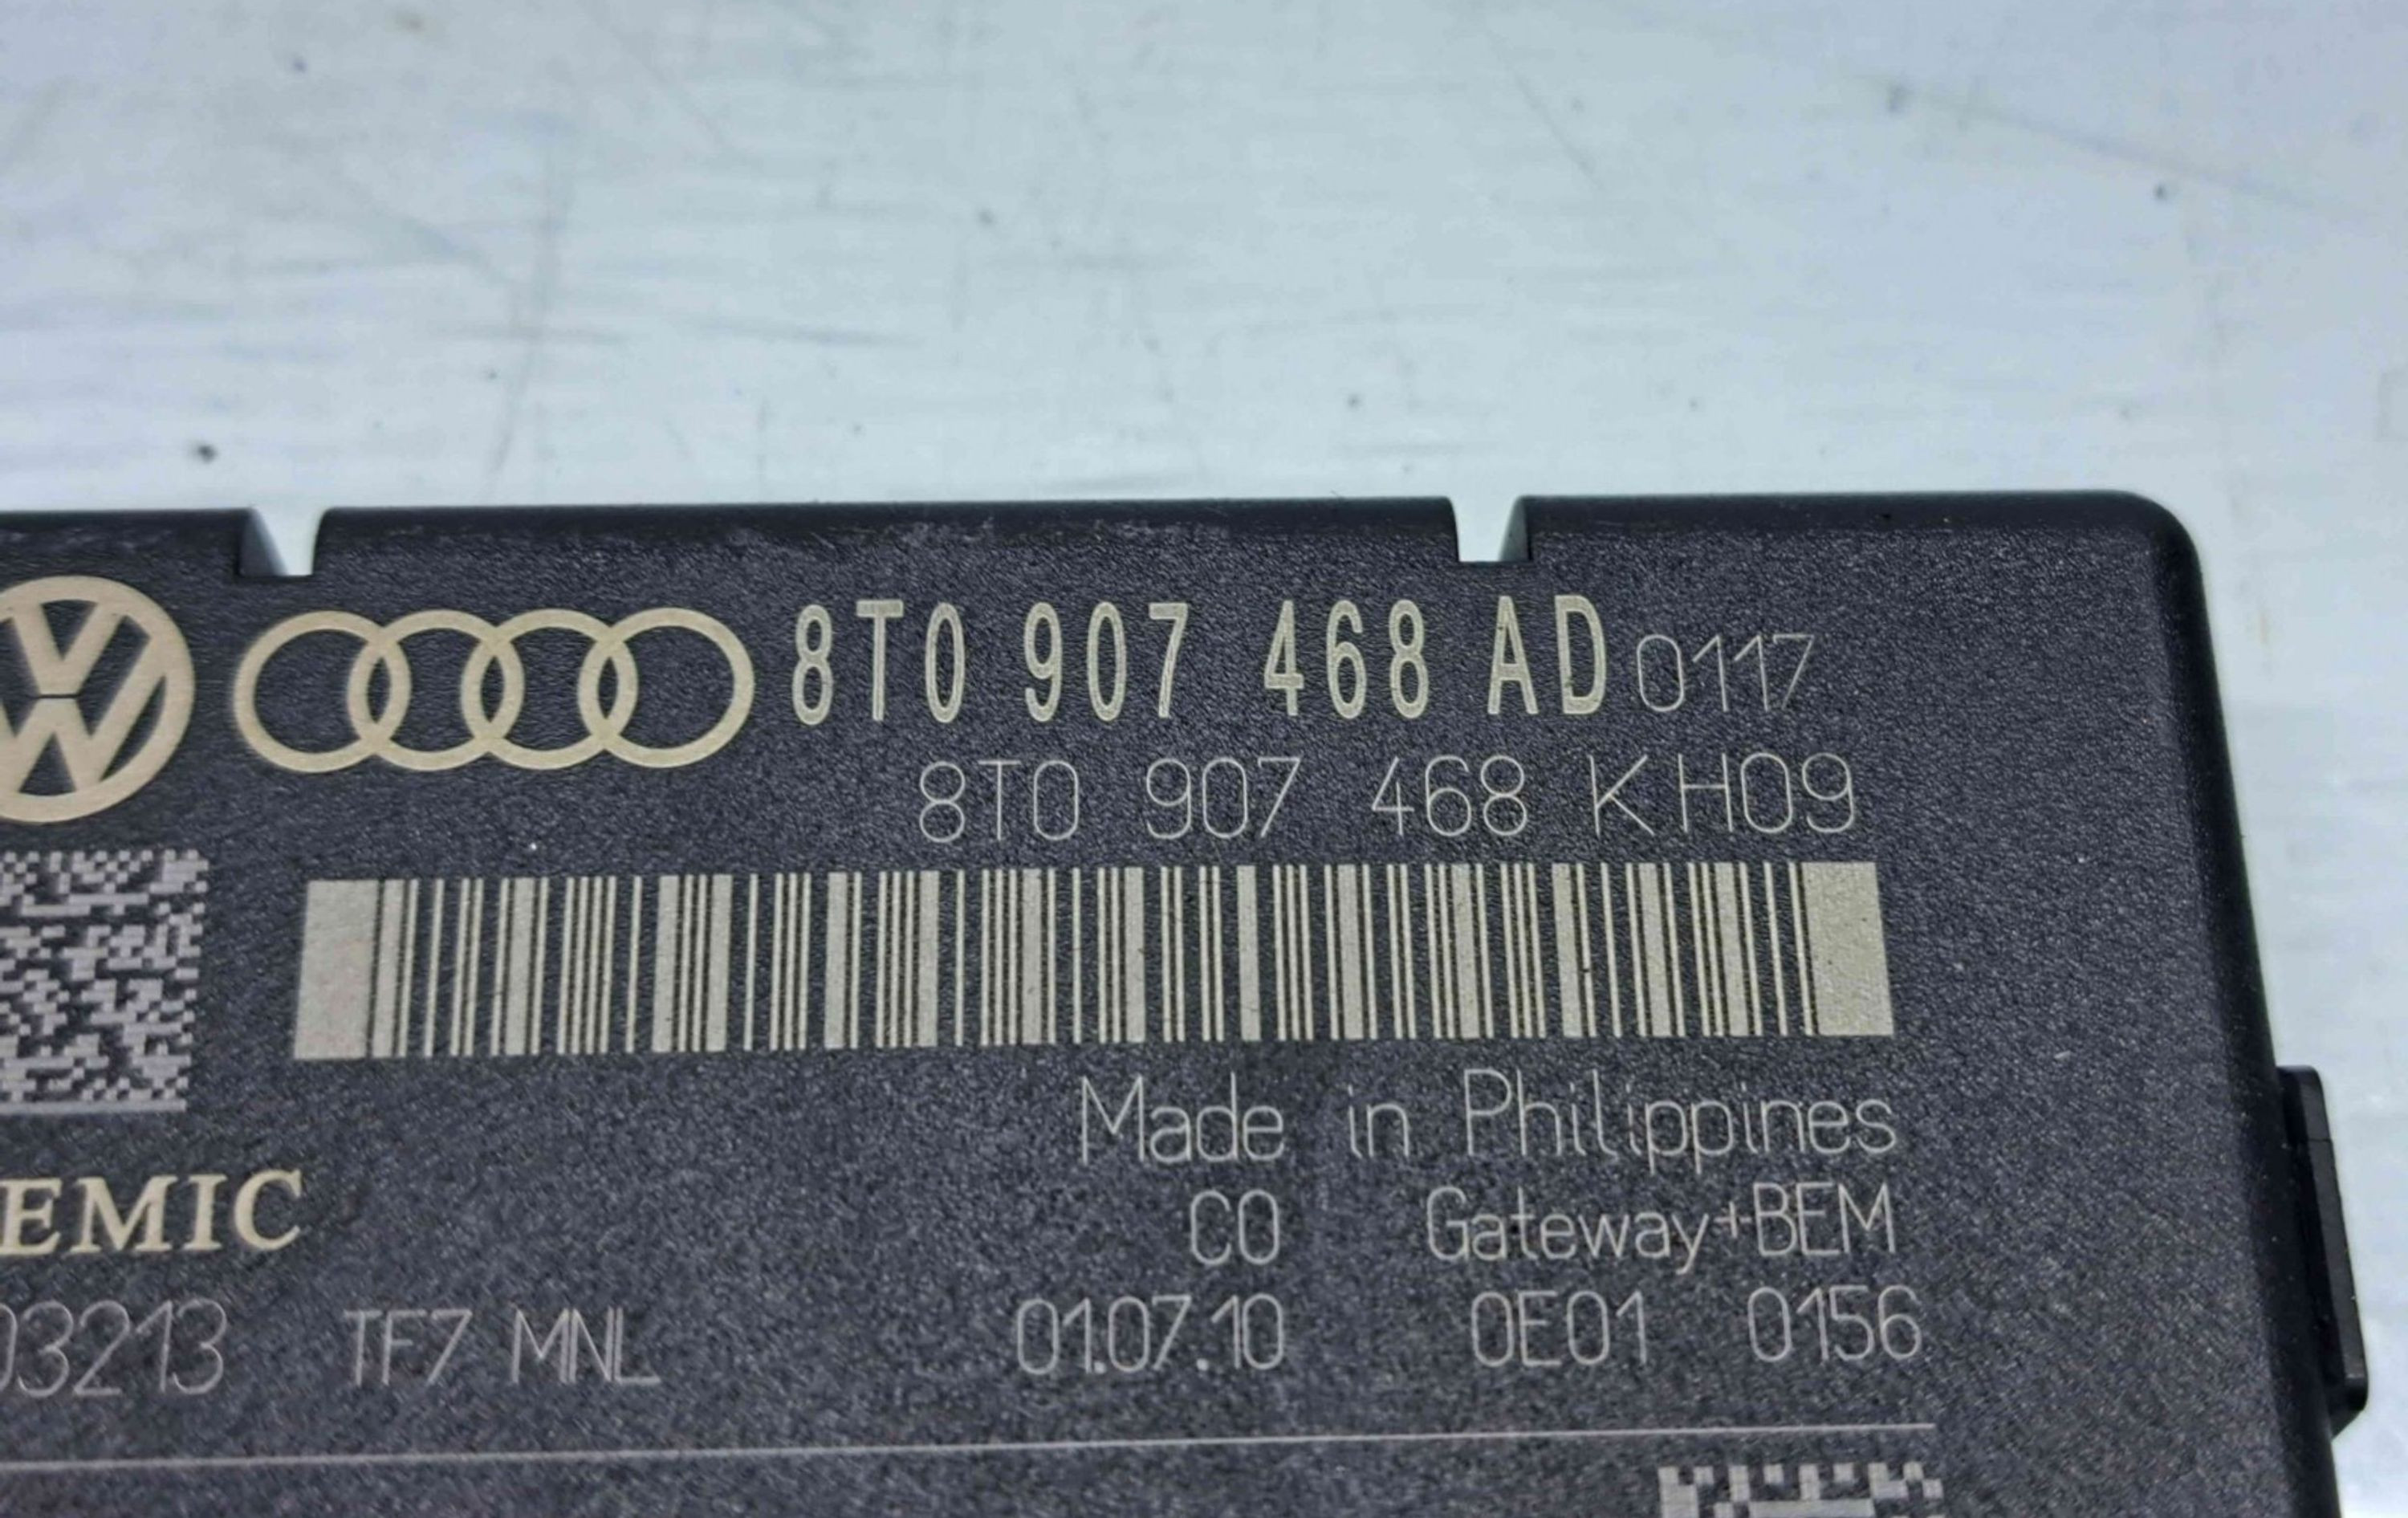 8T0 907 468 AD 0117
8T0 907 468 K H09
Made in Philippines
EMIC
C0 Gateway+BEM
03213 TF7 MNL 01.07.10 0E01 0156